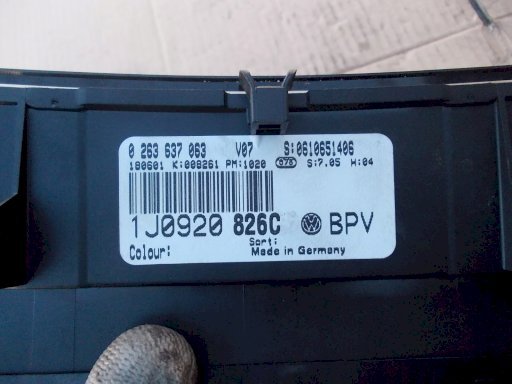 0 263 637 063 V07 S:0610651406
180601 K:008261 PM:1020 S:7.05 H:04
1J0920 826C VW BPV
Sort:
Colour: Made in Germany